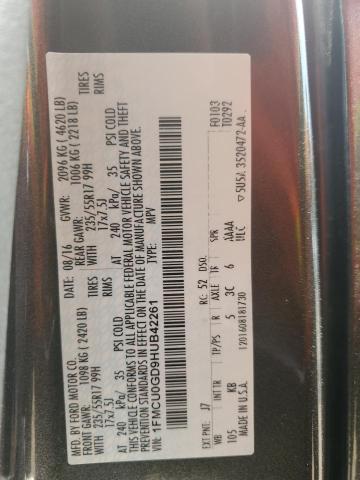 MFD. BY FORD MOTOR CO.
DATE: 08/16 GVWR: 2096 KG ( 4620 LB)
FRONT GAWR: 1098 KG ( 2420 LB) REAR GAWR: 1006 KG ( 2218 LB)
235/55R17 99H WITH TIRES 235/55R17 99H WITH TIRES
17x7.5J RIMS 17x7.5J RIMS
AT 240 kPa/ 35 PSI COLD AT 240 kPa/ 35 PSI COLD
THIS VEHICLE CONFORMS TO ALL APPLICABLE FEDERAL MOTOR VEHICLE SAFETY AND THEFT
PREVENTION STANDARDS IN EFFECT ON THE DATE OF MANUFACTURE SHOWN ABOVE.
VIN: 1FMCU0GD9HUB42261
TYPE: MPV
F0103
T0292
EXT PNT: J7 RC: 52 DSO:
WB INT TR TP/PS R AXLE TR SPR
105 KB 5 3C 6 AAAA
MADE IN U.S.A.
1201608181730